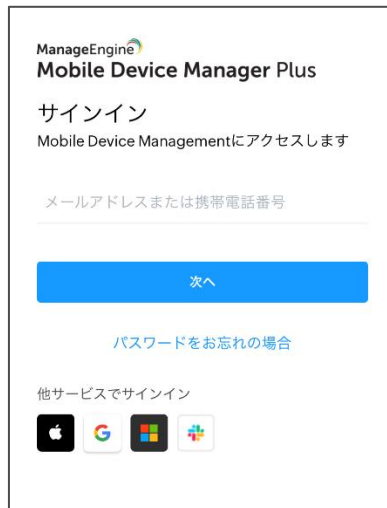 ManageEngine
Mobile Device Manager Plus
サインイン
Mobile Device Managementにアクセスします
メールアドレスまたは携帯電話番号
次へ
パスワードをお忘れの場合
他サービスでサインイン
G